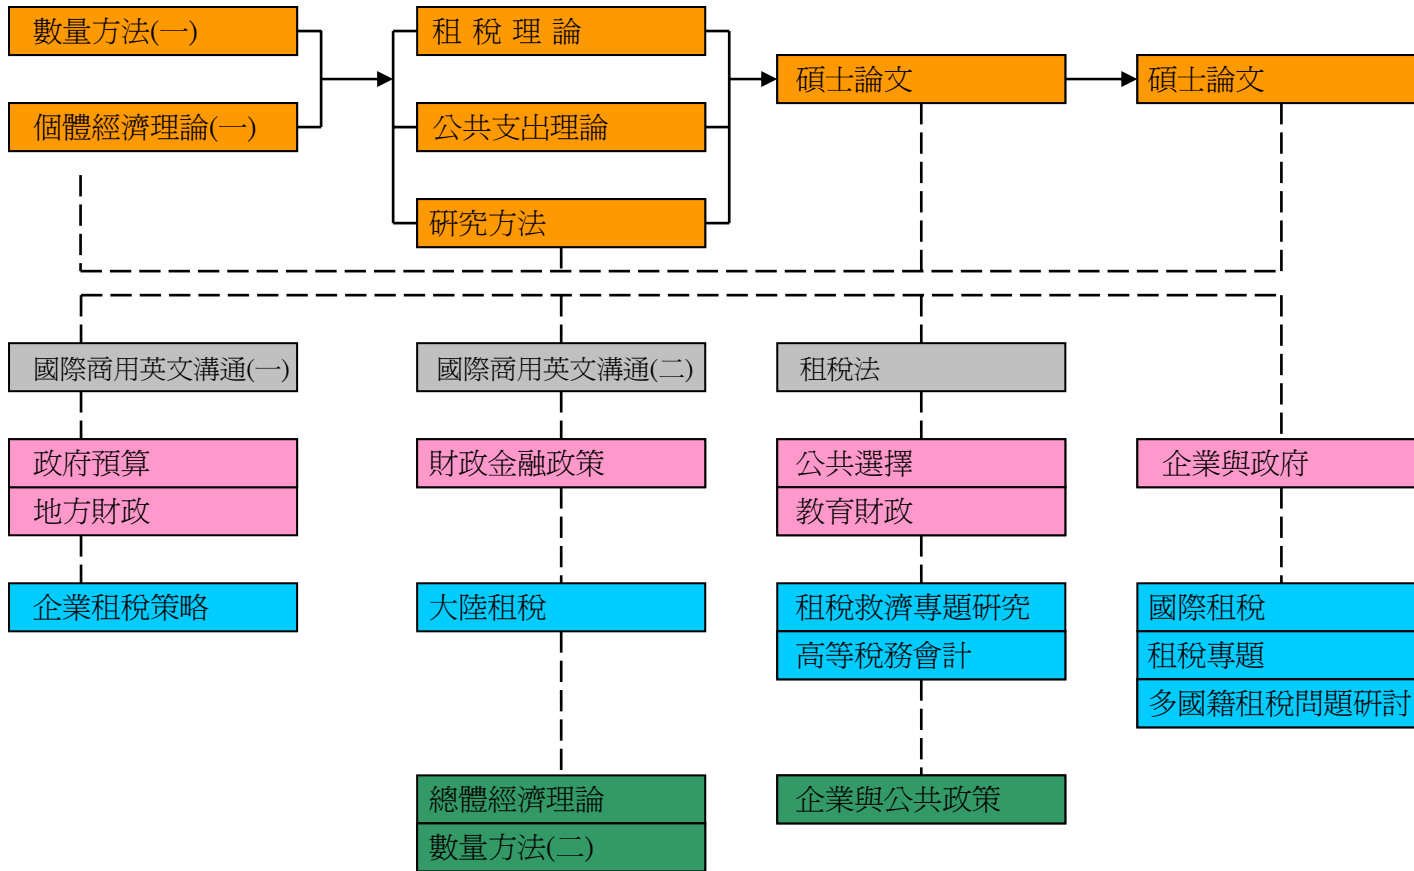 數量方法(一)
租 稅 理 論
碩士論文
碩士論文
個體經濟理論(一)
公共支出理論
研究方法
國際商用英文溝通(一)
國際商用英文溝通(二)
租稅法
政府預算
財政金融政策
公共選擇
企業與政府
地方財政
教育財政
企業租稅策略
大陸租稅
租稅救濟專題研究
國際租稅
高等稅務會計
租稅專題
多國籍租稅問題研討
總體經濟理論
企業與公共政策
數量方法(二)